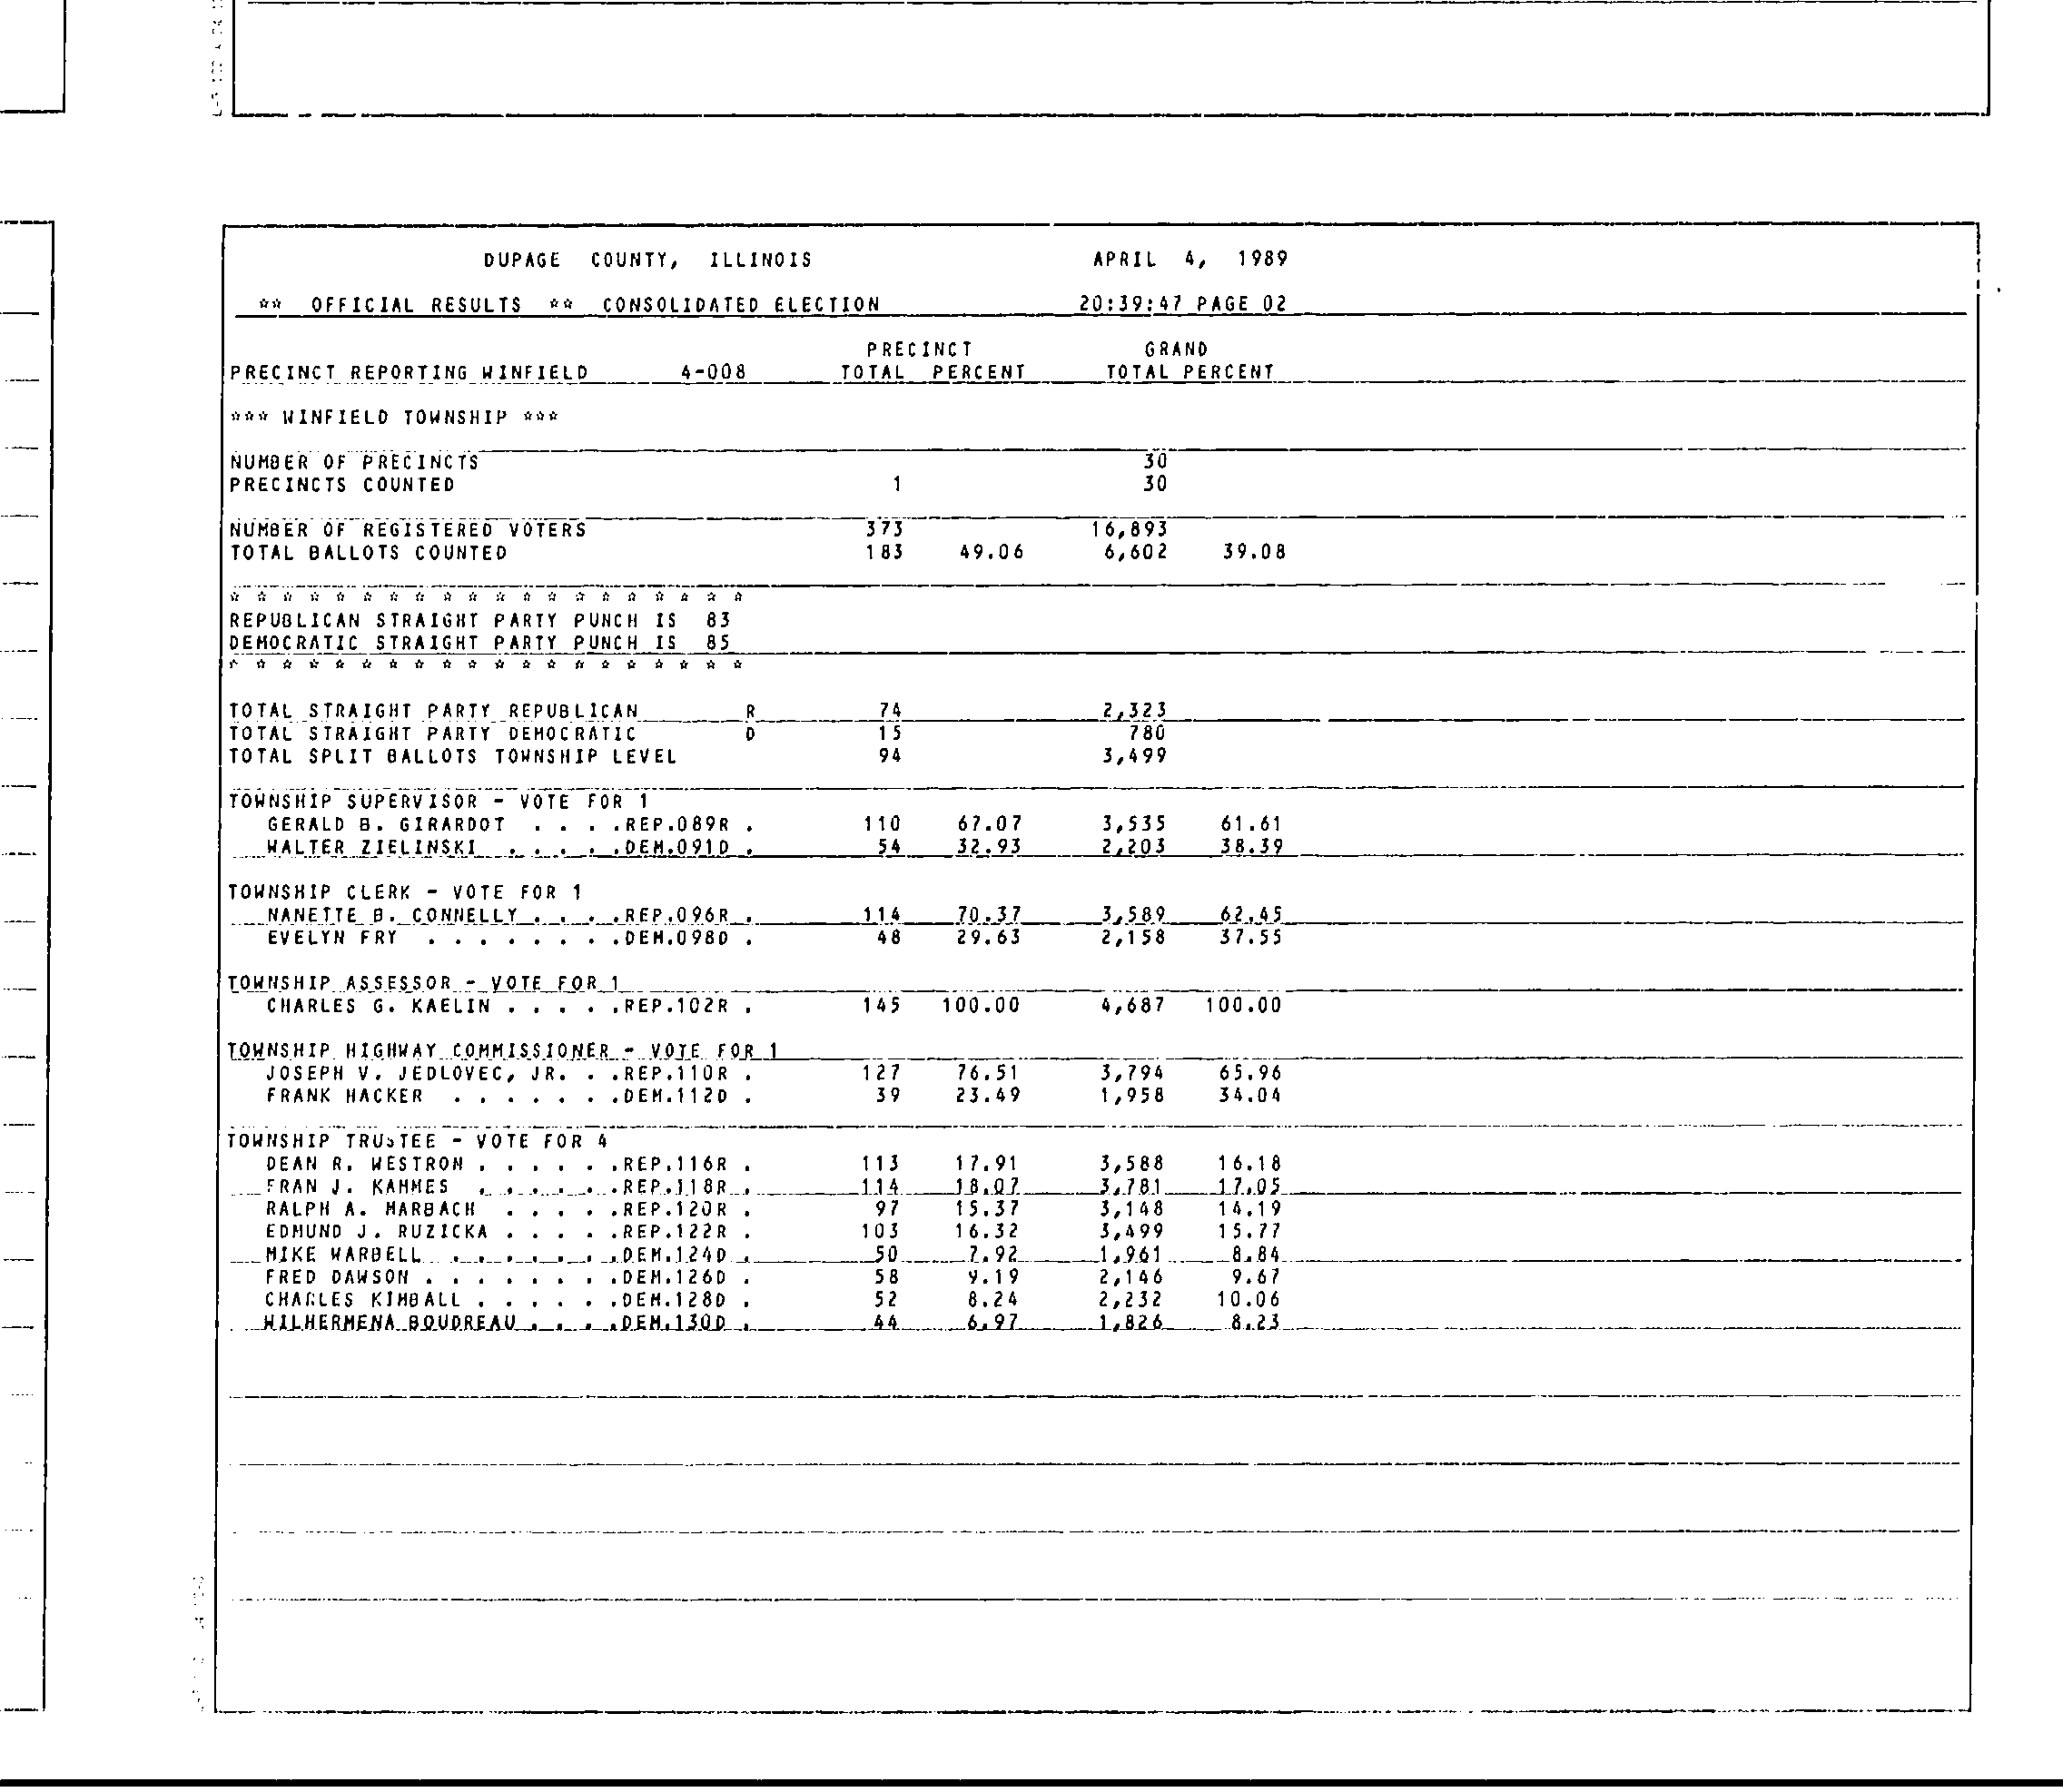 DUPAGE COUNTY, ILLINOIS APRIL 4, 1989
** OFFICIAL RESULTS ** CONSOLIDATED ELECTION 20:39:47 PAGE 02
PRECINCT GRAND
PRECINCT REPORTING WINFIELD 4-008 TOTAL PERCENT TOTAL PERCENT
*** WINFIELD TOWNSHIP ***
NUMBER OF PRECINCTS 30
PRECINCTS COUNTED 1 30
NUMBER OF REGISTERED VOTERS 373 16,893
TOTAL BALLOTS COUNTED 183 49.06 6,602 39.08
* * * * * * * * * * * * * * * * * * * *
REPUBLICAN STRAIGHT PARTY PUNCH IS 83
DEMOCRATIC STRAIGHT PARTY PUNCH IS 85
* * * * * * * * * * * * * * * * * * * *
TOTAL STRAIGHT PARTY REPUBLICAN R 74 2,323
TOTAL STRAIGHT PARTY DEMOCRATIC D 15 780
TOTAL SPLIT BALLOTS TOWNSHIP LEVEL 94 3,499
TOWNSHIP SUPERVISOR - VOTE FOR 1
GERALD B. GIRARDOT . . . .REP.089R . 110 67.07 3,535 61.61
WALTER ZIELINSKI . . . . .DEM.091D . 54 32.93 2,203 38.39
TOWNSHIP CLERK - VOTE FOR 1
NANETTE B. CONNELLY . . . .REP.096R . 114 70.37 3,589 62.45
EVELYN FRY . . . . . . . .DEM.098D . 48 29.63 2,158 37.55
TOWNSHIP ASSESSOR - VOTE FOR 1
CHARLES G. KAELIN . . . . .REP.102R . 145 100.00 4,687 100.00
TOWNSHIP HIGHWAY COMMISSIONER - VOTE FOR 1
JOSEPH V. JEDLOVEC, JR. . .REP.110R . 127 76.51 3,794 65.96
FRANK HACKER . . . . . . .DEM.112D . 39 23.49 1,958 34.04
TOWNSHIP TRUSTEE - VOTE FOR 4
DEAN R. WESTROM . . . . . .REP.116R . 113 17.91 3,588 16.18
FRAN J. KAMMES . . . . . .REP.118R . 114 18.07 3,781 17.05
RALPH A. MARBACH . . . . .REP.120R . 97 15.37 3,148 14.19
EDMUND J. RUZICKA . . . . .REP.122R . 103 16.32 3,499 15.77
MIKE WARBELL . . . . . . .DEM.124D . 50 7.92 1,961 8.84
FRED DAWSON . . . . . . . .DEM.126D . 58 9.19 2,146 9.67
CHARLES KIMBALL . . . . . .DEM.128D . 52 8.24 2,232 10.06
WILHERMENA BOUDREAU . . . .DEM.130D . 44 6.97 1,826 8.23